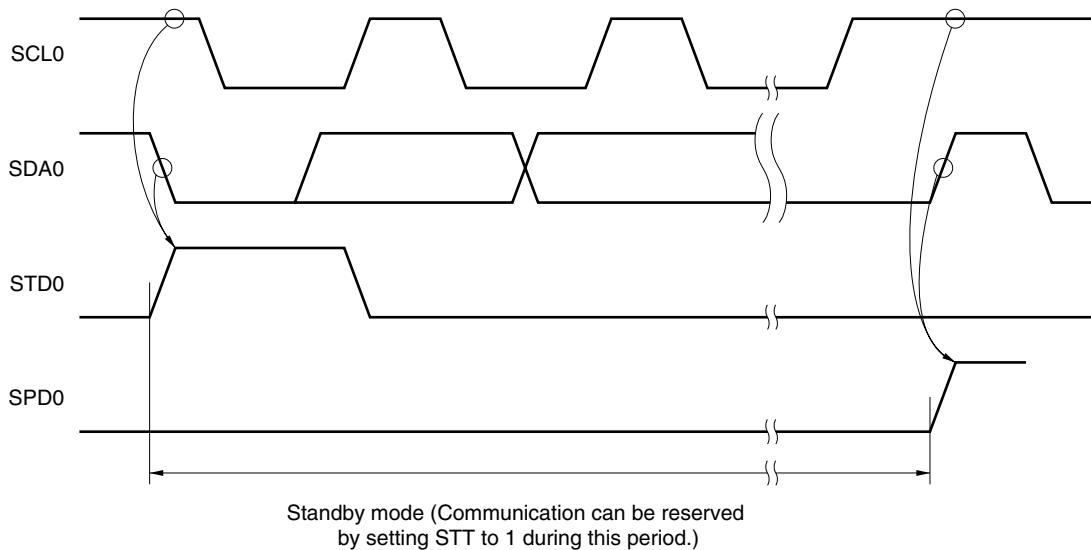 SCL0
SDA0
STD0
SPD0
Standby mode (Communication can be reserved
by setting STT to 1 during this period.)